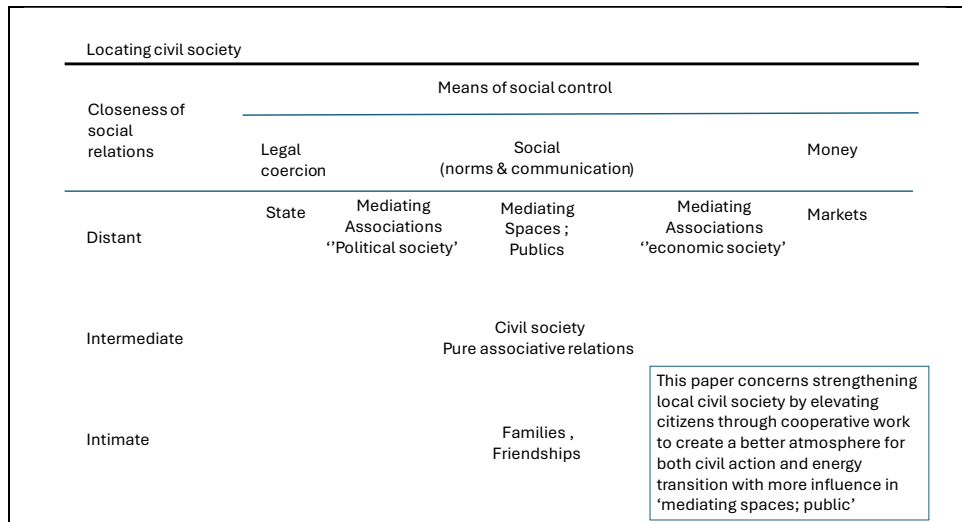 Locating civil society
Means of social control
Closeness of
social
relations
Legal
coercion
Social
(norms & communication)
Money
Distant
State
Mediating
Associations
‘’Political society’
Mediating
Spaces ;
Publics
Mediating
Associations
‘’economic society’
Markets
Intermediate
Civil society
Pure associative relations
Intimate
Families ,
Friendships
This paper concerns strengthening
local civil society by elevating
citizens through cooperative work
to create a better atmosphere for
both civil action and energy
transition with more influence in
‘mediating spaces; public’